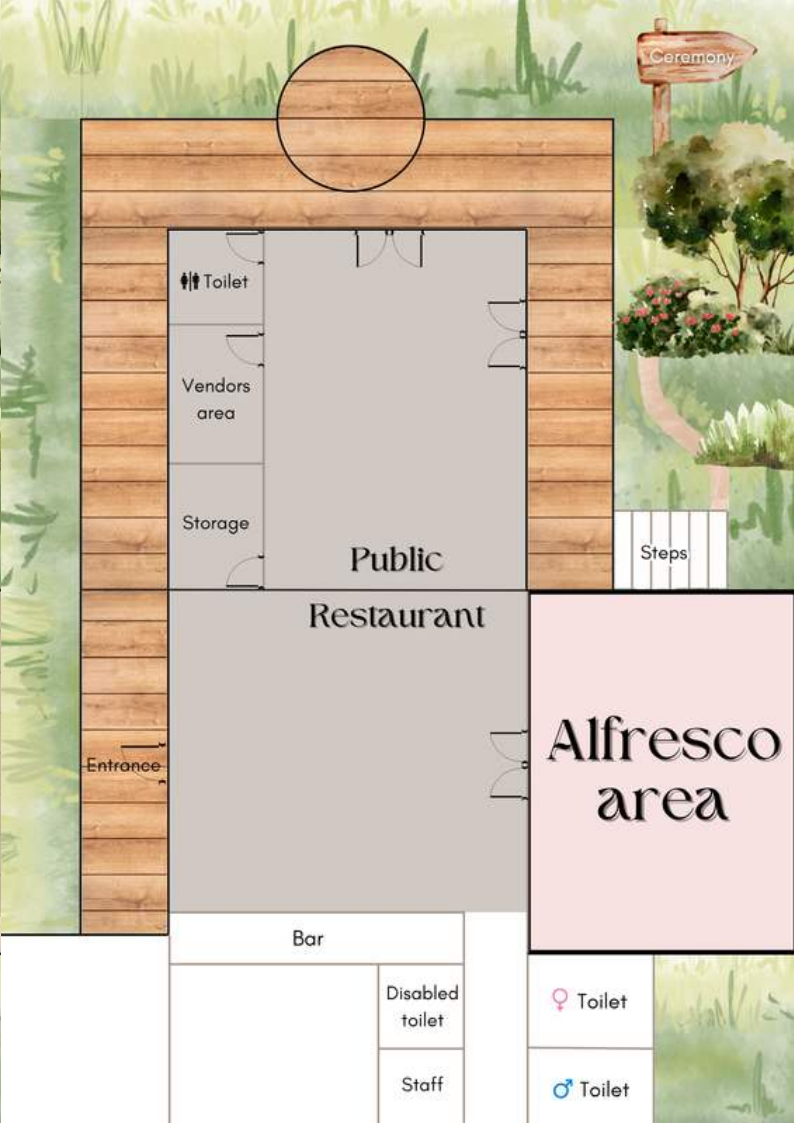 Ceremony
Toilet
Vendors
area
Storage
Public
Steps
Restaurant
Alfresco
area
Entrance
Bar
Disabled
toilet
Toilet
Staff
Toilet